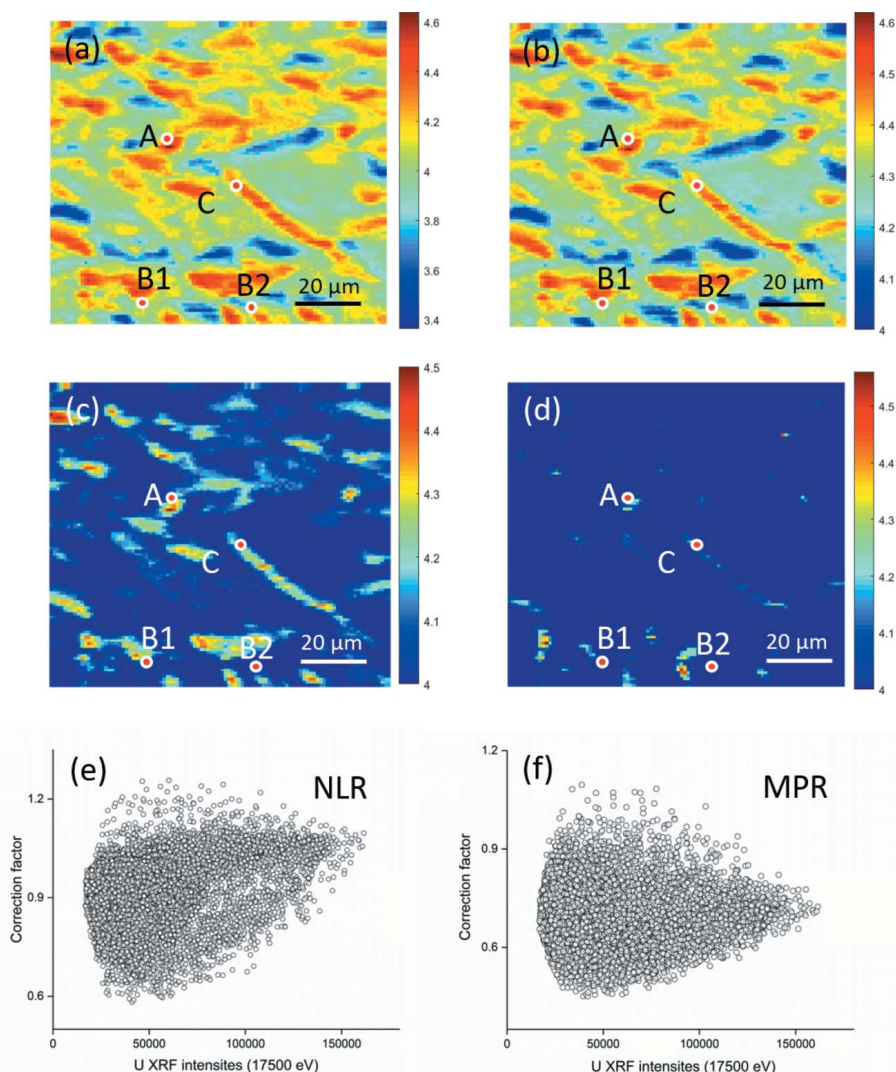 (a)
A
C
B1
B2
20 µm
4.6
4.4
4.2
4
3.8
3.6
3.4
(b)
A
C
B1
B2
20 µm
4.6
4.5
4.4
4.3
4.2
4.1
4
(c)
A
C
B1
B2
20 µm
4.5
4.4
4.3
4.2
4.1
4
(d)
A
C
B1
B2
20 µm
4.5
4.4
4.3
4.2
4.1
4
(e)
NLR
Correction factor
1.2
0.9
0.6
0 50000 100000 150000
U XRF intensites (17500 eV)
(f)
MPR
Correction factor
1.2
0.9
0.6
0 50000 100000 150000
U XRF intensites (17500 eV)